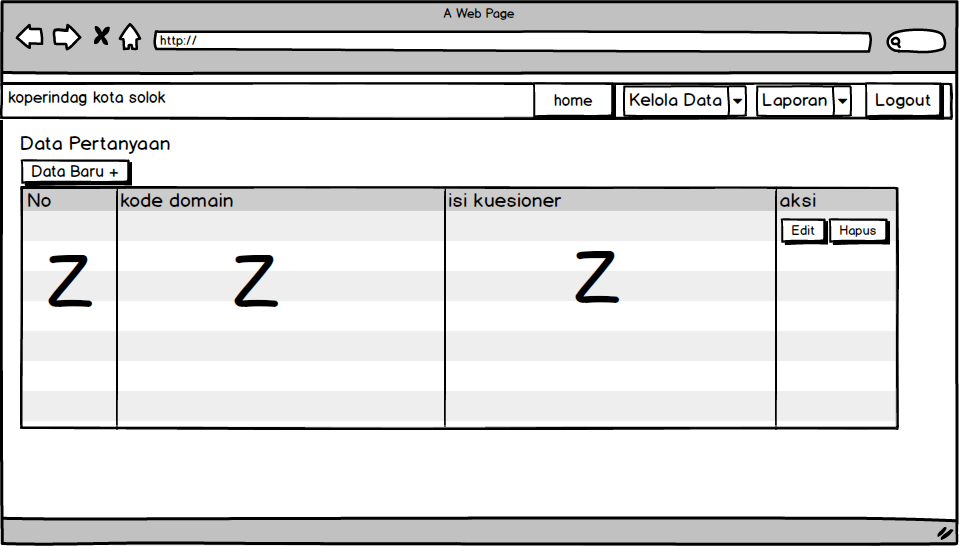 A Web Page
http://
koperindag kota solok
home
Kelola Data
Laporan
Logout
Data Pertanyaan
Data Baru +
No
kode domain
isi kuesioner
aksi
Edit
Hapus
Z
Z
Z